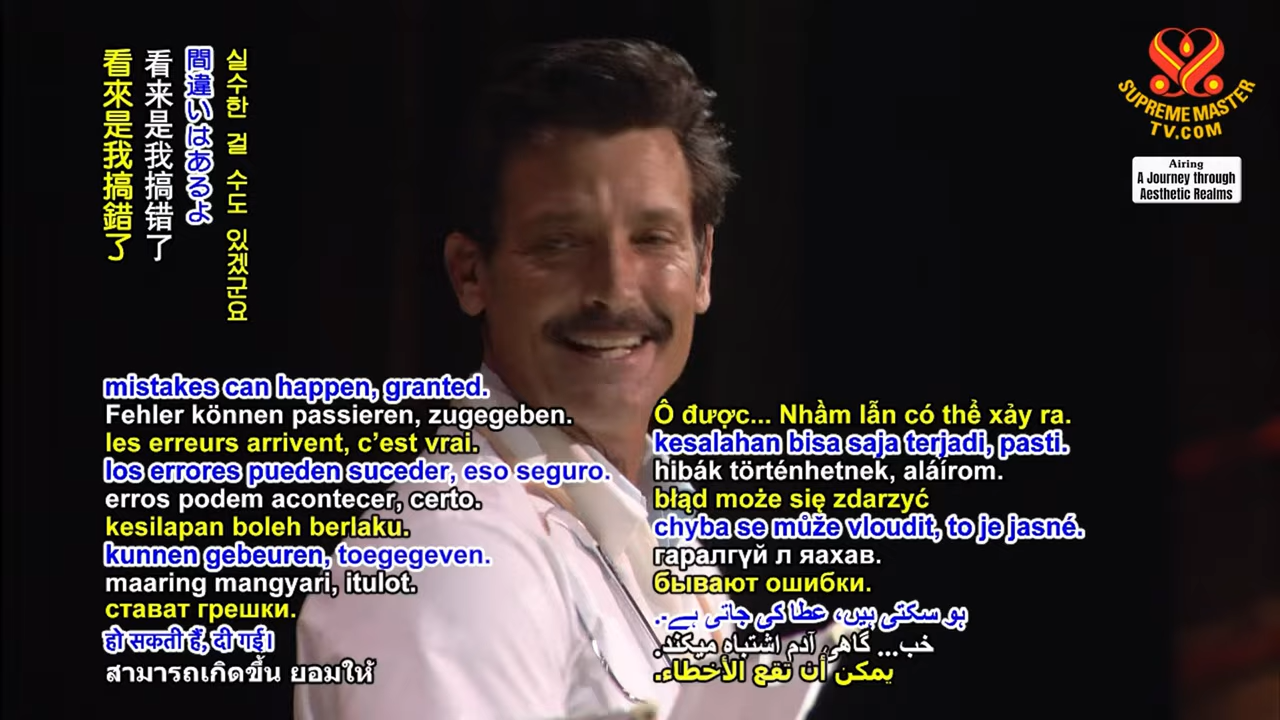 看來是我搞錯了
看来是我搞错了
間違いはあるよ
실수한 걸 수도 있겠군요
SUPREME MASTER
TV.COM
Airing
A Journey through
Aesthetic Realms
mistakes can happen, granted.
Fehler können passieren, zugegeben.
les erreurs arrivent, c’est vrai.
los errores pueden suceder, eso seguro.
erros podem acontecer, certo.
kesilapan boleh berlaku.
kunnen gebeuren, toegegeven.
maaring mangyari, itulot.
стават грешки.
हो सकती हैं, दी गई।
สามารถเกิดขึ้น ยอมให้
Ô được... Nhầm lẫn có thể xảy ra.
kesalahan bisa saja terjadi, pasti.
hibák történhetnek, aláírom.
błąd może się zdarzyć
chyba se může vloudit, to je jasné.
гаралгүй л яахав.
бывают ошибки.
ہو سکتی ہیں، عطا کی جاتی ہے۔.
خب... گاهی آدم اشتباه میکند.
يمكن أن تقع الأخطاء.